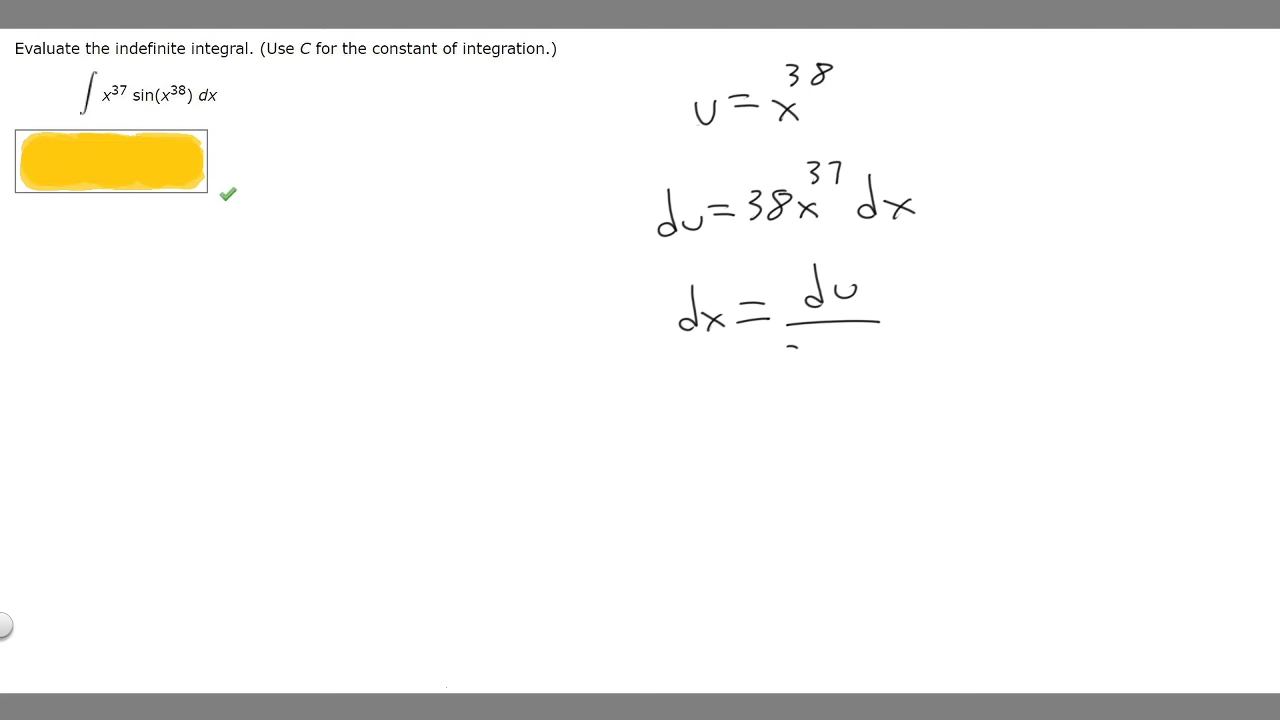 Evaluate the indefinite integral. (Use C for the constant of integration.)
∫ x³⁷ sin(x³⁸) dx
u = x³⁸
du = 38x³⁷ dx
dx = du/